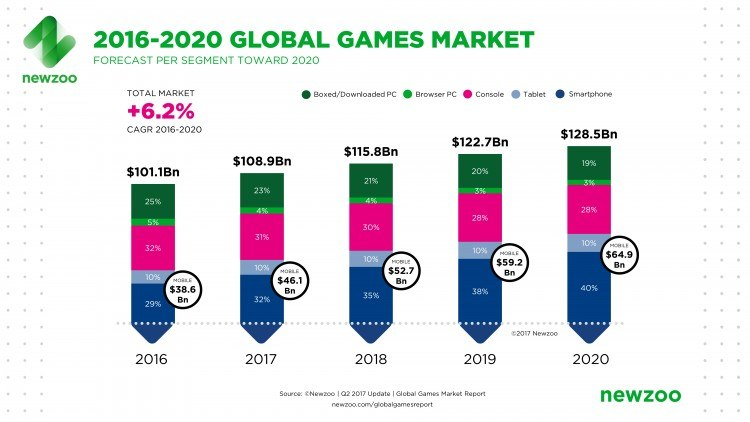 newzoo
2016-2020 GLOBAL GAMES MARKET
FORECAST PER SEGMENT TOWARD 2020
TOTAL MARKET
+6.2%
CAGR 2016-2020
Boxed/Downloaded PC Browser PC Console Tablet Smartphone
$101.1Bn
25%
5%
32%
10%
29%
MOBILE
$38.6
Bn
2016
$108.9Bn
23%
4%
31%
10%
32%
MOBILE
$46.1
Bn
2017
$115.8Bn
21%
4%
30%
10%
35%
MOBILE
$52.7
Bn
2018
$122.7Bn
20%
3%
28%
10%
38%
MOBILE
$59.2
Bn
2019
$128.5Bn
19%
3%
28%
10%
40%
MOBILE
$64.9
Bn
2020
©2017 Newzoo
Source: ©Newzoo | Q2 2017 Update | Global Games Market Report
newzoo.com/globalgamesreport
newzoo